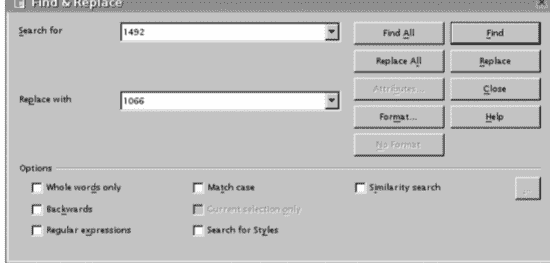 Find & Replace
Search for
1492
Find All
Find
Replace All
Replace
Attributes...
Close
Replace with
1066
Format...
Help
No Format
Options
Whole words only
Match case
Similarity search
...
Backwards
Current selection only
Regular expressions
Search for Styles